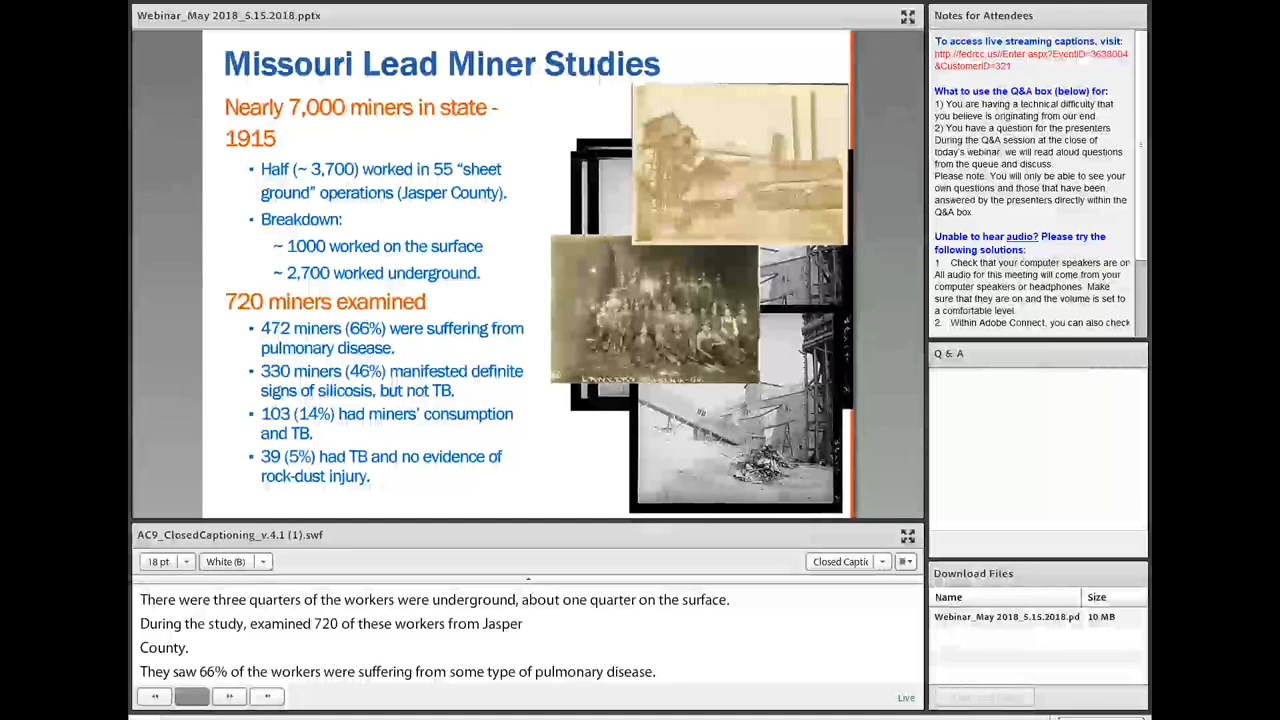 Webinar_May 2018_5.15.2018.pptx
Missouri Lead Miner Studies
Nearly 7,000 miners in state -
1915
• Half (~ 3,700) worked in 55 “sheet
ground” operations (Jasper County).
• Breakdown:
~ 1000 worked on the surface
~ 2,700 worked underground.
720 miners examined
• 472 miners (66%) were suffering from
pulmonary disease.
• 330 miners (46%) manifested definite
signs of silicosis, but not TB.
• 103 (14%) had miners’ consumption
and TB.
• 39 (5%) had TB and no evidence of
rock-dust injury.
AC9_ClosedCaptioning_v.4.1 (1).swf
18 pt
White (B)
Closed Captic
There were three quarters of the workers were underground, about one quarter on the surface.
During the study, examined 720 of these workers from Jasper
County.
They saw 66% of the workers were suffering from some type of pulmonary disease.
Live
Notes for Attendees
To access live streaming captions, visit:
http://fedrcc.us//Enter.aspx?EventID=3638004
&CustomerID=321
What to use the Q&A box (below) for:
1) You are having a technical difficulty that
you believe is originating from our end
2) You have a question for the presenters
During the Q&A session at the close of
today's webinar, we will read aloud questions
from the queue and discuss.
Please note: You will only be able to see your
own questions and those that have been
answered by the presenters directly within the
Q&A box.
Unable to hear audio? Please try the
following solutions:
1. Check that your computer speakers are on
All audio for this meeting will come from your
computer speakers or headphones. Make
sure that they are on and the volume is set to
a comfortable level.
2. Within Adobe Connect, you can also check
Q & A
Download Files
Name Size
Webinar_May 2018_5.15.2018.pd 10 MB